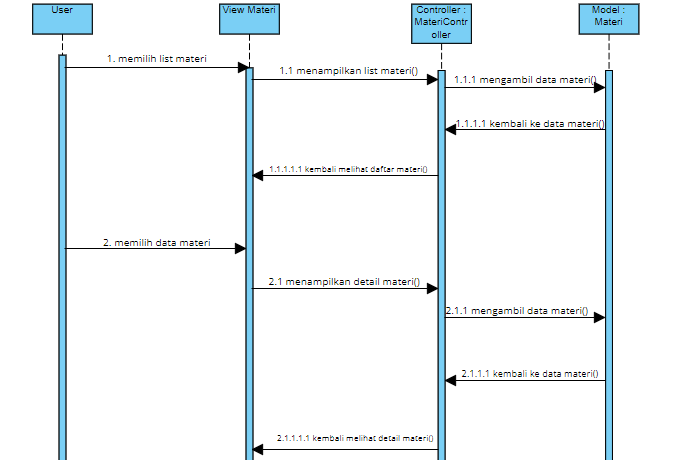 User
View Materi
Controller :
MateriContr
oller
Model :
Materi
1. memilih list materi
1.1 menampilkan list materi()
1.1.1 mengambil data materi()
1.1.1.1 kembali ke data materi()
1.1.1.1.1 kembali melihat daftar materi()
2. memilih data materi
2.1 menampilkan detail materi()
2.1.1 mengambil data materi()
2.1.1.1 kembali ke data materi()
2.1.1.1.1 kembali melihat detail materi()